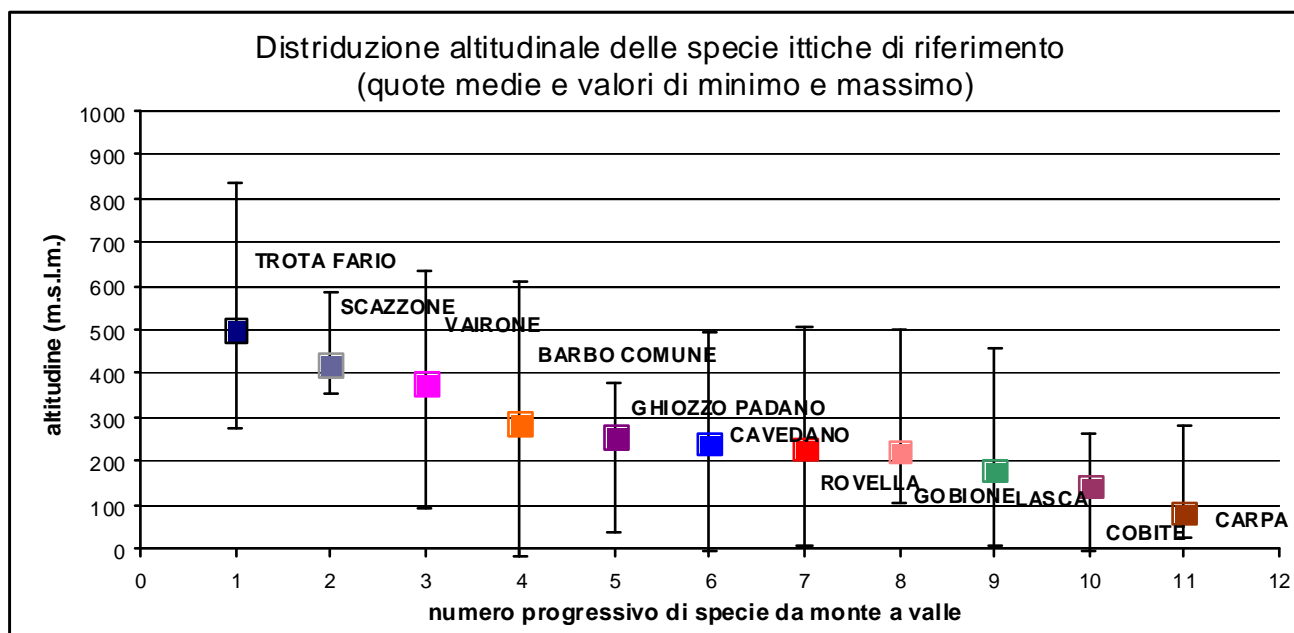 Distriduzione altitudinale delle specie ittiche di riferimento
(quote medie e valori di minimo e massimo)
altitudine (m.s.l.m.)
1000
900
800
700
600
500
400
300
200
100
0
TROTA FARIO
SCAZZONE
VAIRONE
BARBO COMUNE
GHIOZZO PADANO
CAVEDANO
ROVELLA
GOBIONE
LASCA
COBITE
CARPA
0 1 2 3 4 5 6 7 8 9 10 11 12
numero progressivo di specie da monte a valle